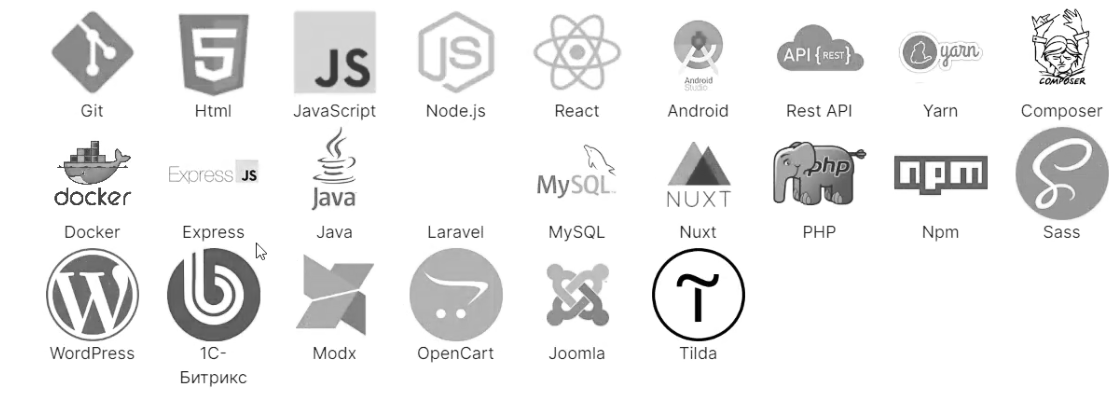 5 JS JS Android Studio API {REST} yarn COMPOSER
Git Html JavaScript Node.js React Android Rest API Yarn Composer
docker Express JS Java MySQL NUXT php npm
Docker Express Java Laravel MySQL Nuxt PHP Npm Sass
W b T
WordPress 1С- Modx OpenCart Joomla Tilda
Битрикс